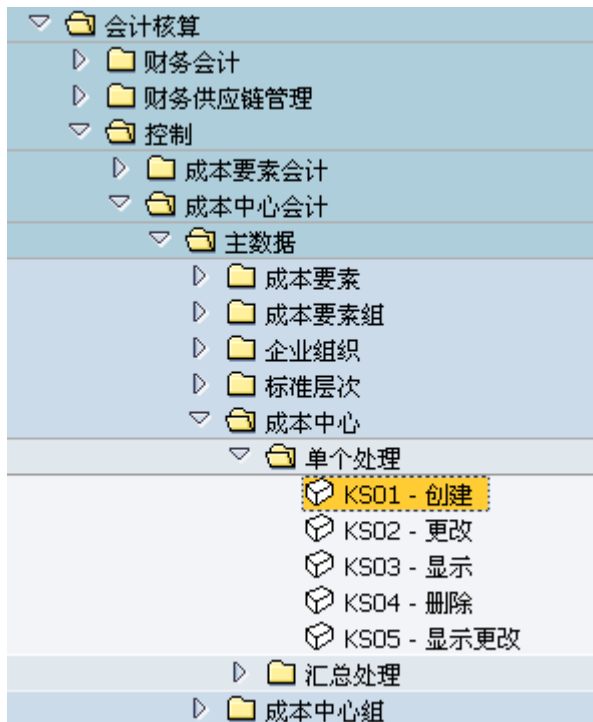 会计核算
财务会计
财务供应链管理
控制
成本要素会计
成本中心会计
主数据
成本要素
成本要素组
企业组织
标准层次
成本中心
单个处理
KS01 - 创建
KS02 - 更改
KS03 - 显示
KS04 - 删除
KS05 - 显示更改
汇总处理
成本中心组